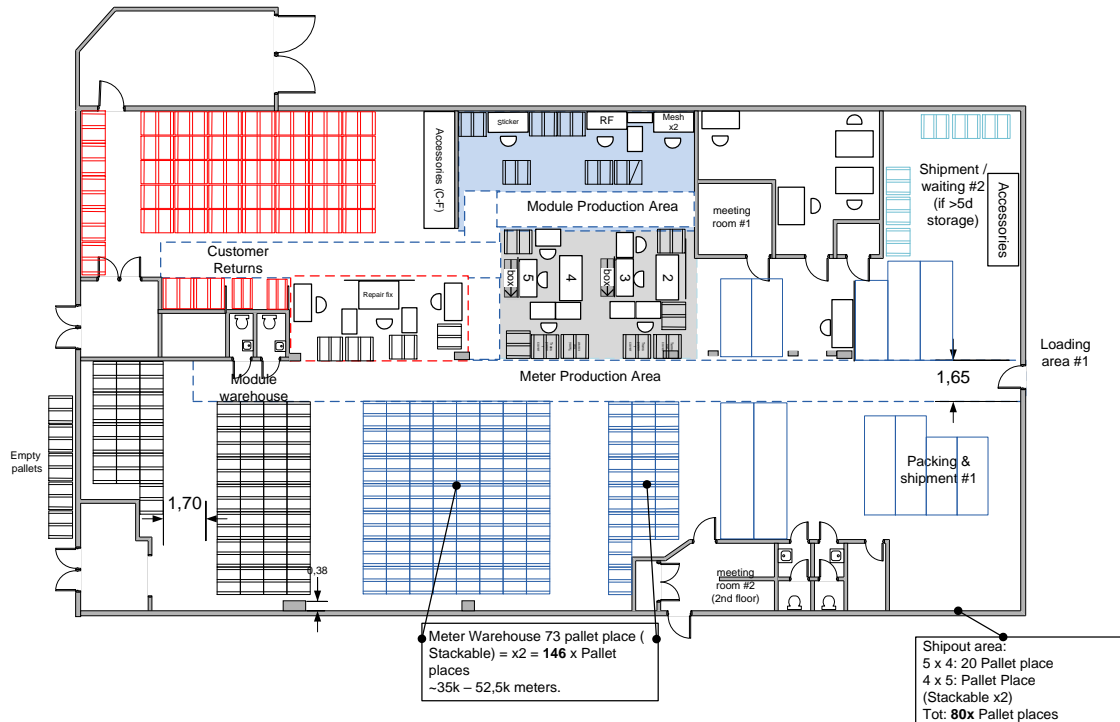 Sticker
RF
Mesh
x2
Accessories (C-F)
Module Production Area
meeting
room #1
Shipment /
waiting #2
(if >5d
storage)
Accessories
Customer
Returns
Repair fix
box
5
4
box
3
2
Loading
area #1
Meter Production Area
1,65
Module
warehouse
Empty
pallets
1,70
0,38
Packing &
shipment #1
meeting
room #2
(2nd floor)
Meter Warehouse 73 pallet place (
Stackable) = x2 = 146 x Pallet
places
~35k – 52,5k meters.
Shipout area:
5 x 4: 20 Pallet place
4 x 5: Pallet Place
(Stackable x2)
Tot: 80x Pallet places